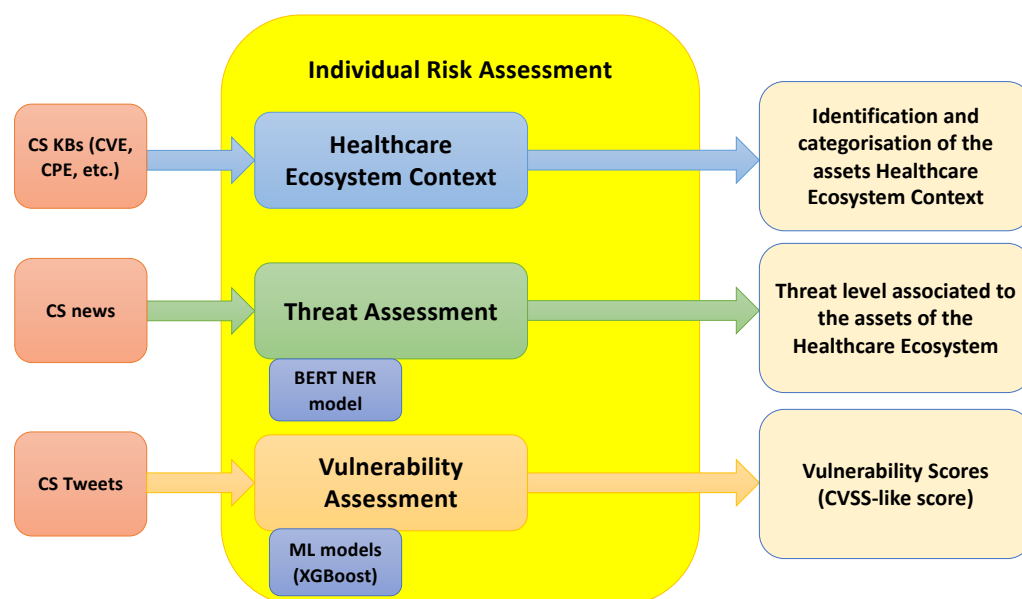 Individual Risk Assessment
CS KBs (CVE,
CPE, etc.)
Healthcare
Ecosystem Context
Identification and
categorisation of the
assets Healthcare
Ecosystem Context
CS news
Threat Assessment
Threat level associated to
the assets of the
Healthcare Ecosystem
BERT NER
model
CS Tweets
Vulnerability
Assessment
Vulnerability Scores
(CVSS-like score)
ML models
(XGBoost)